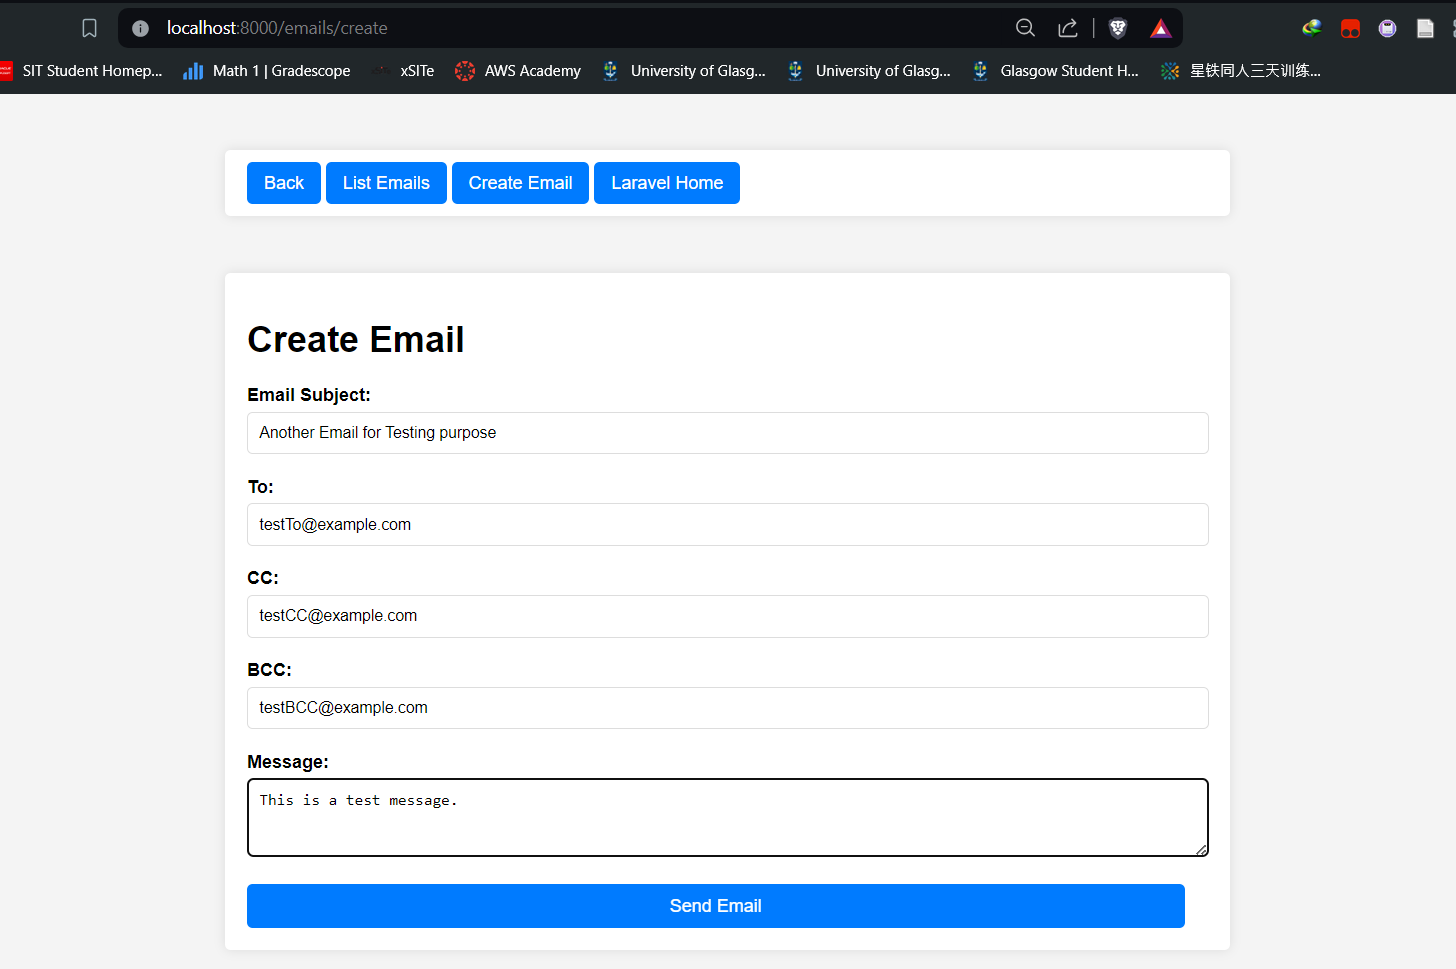 localhost:8000/emails/create
SIT Student Homep... Math 1 | Gradescope xSITe AWS Academy University of Glasg... University of Glasg... Glasgow Student H... 星铁同人三天训练...
Back List Emails Create Email Laravel Home
Create Email
Email Subject:
Another Email for Testing purpose
To:
testTo@example.com
CC:
testCC@example.com
BCC:
testBCC@example.com
Message:
This is a test message.
Send Email